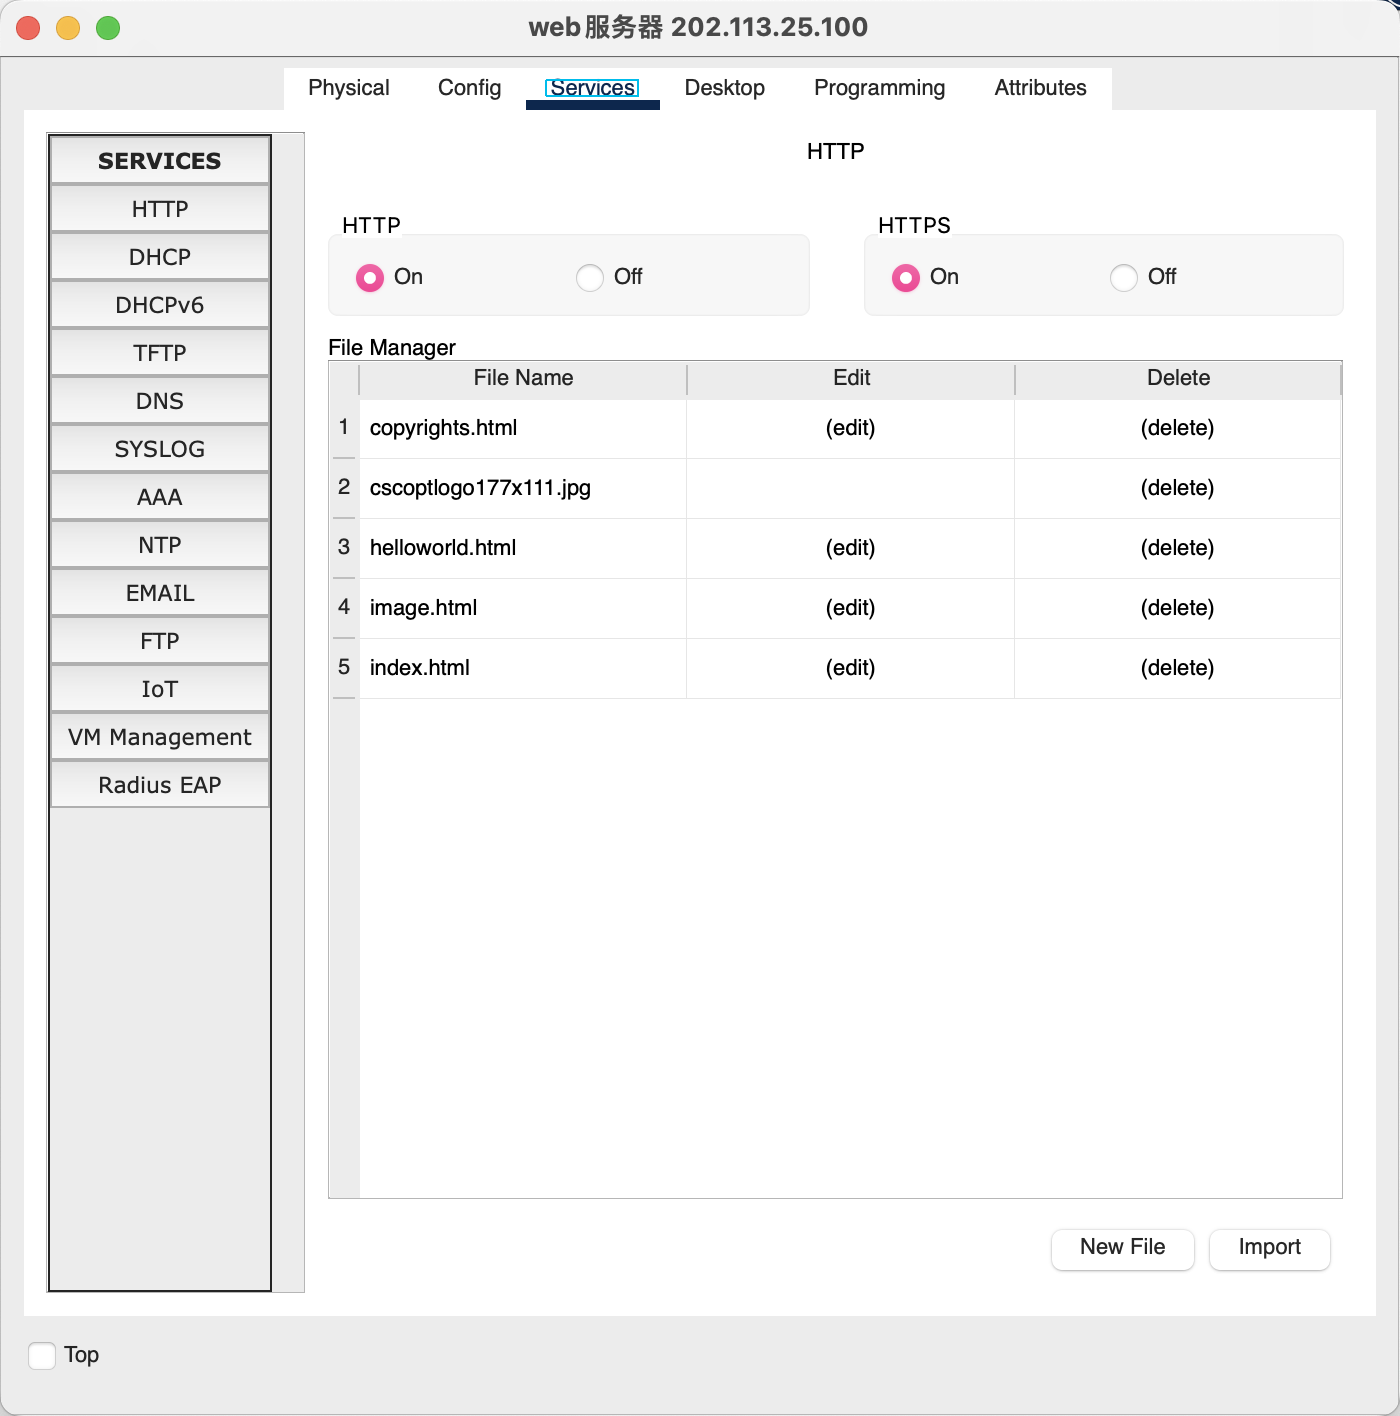 web服务器 202.113.25.100
Physical Config Services Desktop Programming Attributes
SERVICES
HTTP
DHCP
DHCPv6
TFTP
DNS
SYSLOG
AAA
NTP
EMAIL
FTP
IoT
VM Management
Radius EAP
HTTP
HTTP
On Off
HTTPS
On Off
File Manager
File Name Edit Delete
1 copyrights.html (edit) (delete)
2 cscoptlogo177x111.jpg (delete)
3 helloworld.html (edit) (delete)
4 image.html (edit) (delete)
5 index.html (edit) (delete)
New File Import
Top